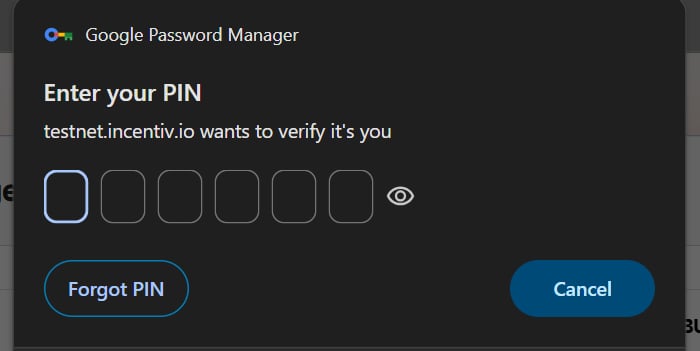 Google Password Manager
Enter your PIN
testnet.incentiv.io wants to verify it's you
Forgot PIN
Cancel